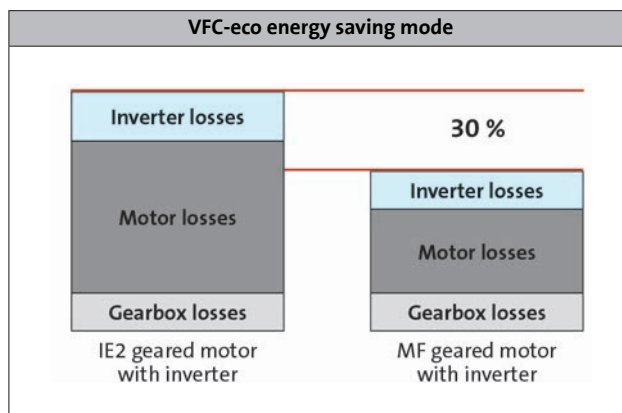 VFC-eco energy saving mode
Inverter losses
30 %
Motor losses
Gearbox losses
IE2 geared motor
with inverter
Inverter losses
Motor losses
Gearbox losses
MF geared motor
with inverter